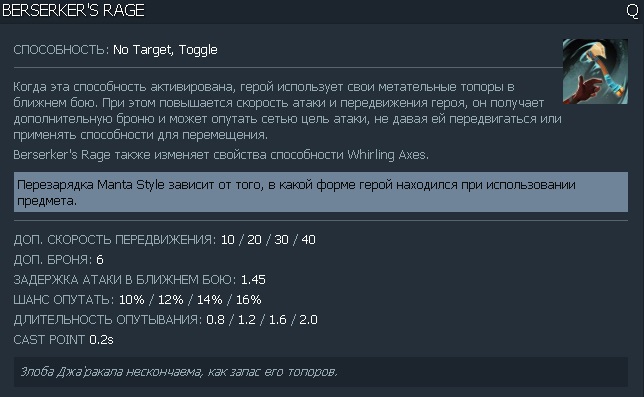 BERSERKER'S RAGE Q
СПОСОБНОСТЬ: No Target, Toggle
Когда эта способность активирована, герой использует свои метательные топоры в
ближнем бою. При этом повышается скорость атаки и передвижения героя, он получает
дополнительную броню и может опутать сетью цель атаки, не давая ей передвигаться или
применять способности для перемещения.
Berserker's Rage также изменяет свойства способности Whirling Axes.
Перезарядка Manta Style зависит от того, в какой форме герой находился при использовании
предмета.
ДОП. СКОРОСТЬ ПЕРЕДВИЖЕНИЯ: 10 / 20 / 30 / 40
ДОП. БРОНЯ: 6
ЗАДЕРЖКА АТАКИ В БЛИЖНЕМ БОЮ: 1.45
ШАНС ОПУТАТЬ: 10% / 12% / 14% / 16%
ДЛИТЕЛЬНОСТЬ ОПУТЫВАНИЯ: 0.8 / 1.2 / 1.6 / 2.0
CAST POINT 0.2s
Злоба Джа'ракала нескончаема, как запас его топоров.